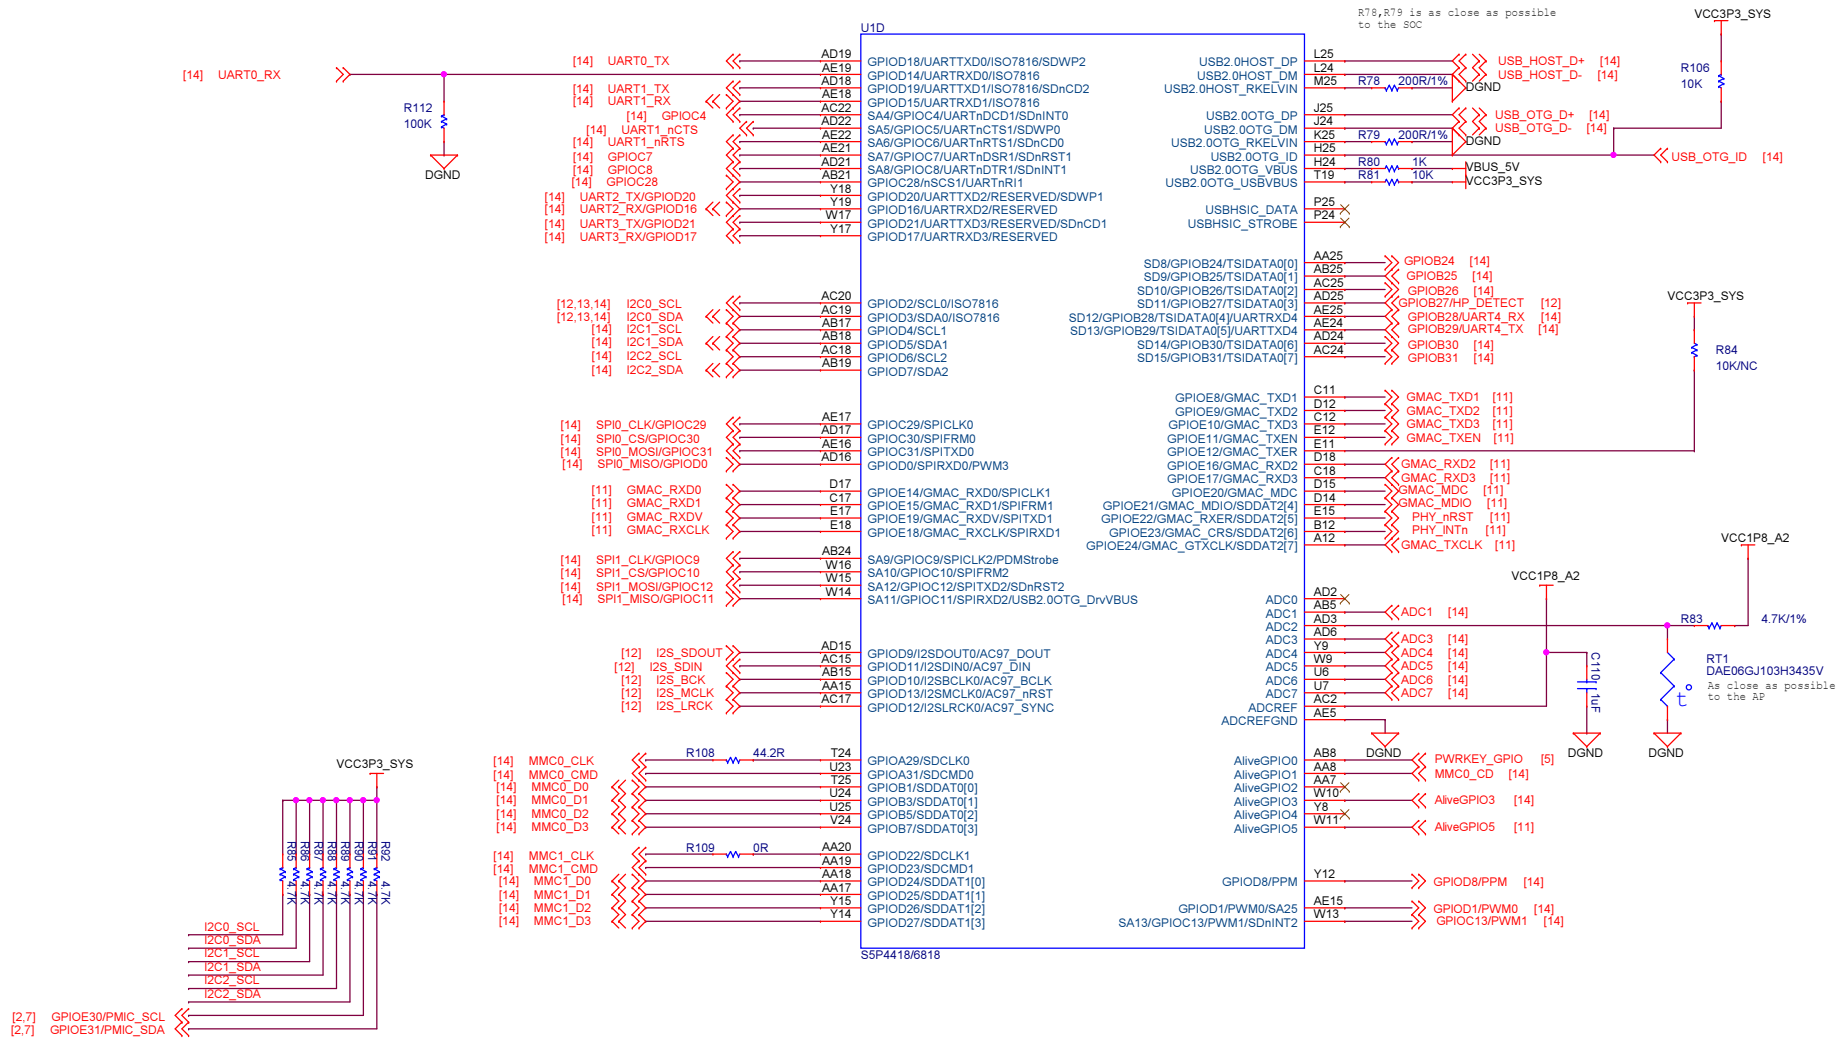 R78,R79 is as close as possible
to the SOC
VCC3P3_SYS
U1D
[14] UART0_RX
R112
100K
DGND
[14] UART0_TX AD19 GPIOD18/UARTTXD0/ISO7816/SDWP2
AE19 GPIOD14/UARTRXD0/ISO7816
[14] UART1_TX AD18 GPIOD19/UARTTXD1/ISO7816/SDnCD2
[14] UART1_RX AE18 GPIOD15/UARTRXD1/ISO7816
[14] GPIOC4 AC22 SA4/GPIOC4/UARTnDCD1/SDnINT0
[14] UART1_nCTS AD22 SA5/GPIOC5/UARTnCTS1/SDWP0
[14] UART1_nRTS AE22 SA6/GPIOC6/UARTnRTS1/SDnCD0
[14] GPIOC7 AE21 SA7/GPIOC7/UARTnDSR1/SDnRST1
[14] GPIOC8 AD21 SA8/GPIOC8/UARTnDTR1/SDnINT1
[14] GPIOC28 AB21 GPIOC28/nSCS1/UARTnRI1
[14] UART2_TX/GPIOD20 Y18 GPIOD20/UARTTXD2/RESERVED/SDWP1
[14] UART2_RX/GPIOD16 Y19 GPIOD16/UARTRXD2/RESERVED
[14] UART3_TX/GPIOD21 W17 GPIOD21/UARTTXD3/RESERVED/SDnCD1
[14] UART3_RX/GPIOD17 Y17 GPIOD17/UARTRXD3/RESERVED
[12,13,14] I2C0_SCL AC20 GPIOD2/SCL0/ISO7816
[12,13,14] I2C0_SDA AC19 GPIOD3/SDA0/ISO7816
[14] I2C1_SCL AB17 GPIOD4/SCL1
[14] I2C1_SDA AB18 GPIOD5/SDA1
[14] I2C2_SCL AC18 GPIOD6/SCL2
[14] I2C2_SDA AB19 GPIOD7/SDA2
[14] SPI0_CLK/GPIOC29 AE17 GPIOC29/SPICLK0
[14] SPI0_CS/GPIOC30 AD17 GPIOC30/SPIFRM0
[14] SPI0_MOSI/GPIOC31 AE16 GPIOC31/SPITXD0
[14] SPI0_MISO/GPIOD0 AD16 GPIOD0/SPIRXD0/PWM3
[11] GMAC_RXD0 D17 GPIOE14/GMAC_RXD0/SPICLK1
[11] GMAC_RXD1 C17 GPIOE15/GMAC_RXD1/SPIFRM1
[11] GMAC_RXDV E17 GPIOE19/GMAC_RXDV/SPITXD1
[11] GMAC_RXCLK E18 GPIOE18/GMAC_RXCLK/SPIRXD1
[14] SPI1_CLK/GPIOC9 AB24 SA9/GPIOC9/SPICLK2/PDMStrobe
[14] SPI1_CS/GPIOC10 W16 SA10/GPIOC10/SPIFRM2
[14] SPI1_MOSI/GPIOC12 W15 SA12/GPIOC12/SPITXD2/SDnRST2
[14] SPI1_MISO/GPIOC11 W14 SA11/GPIOC11/SPIRXD2/USB2.0OTG_DrvVBUS
[12] I2S_SDOUT AD15 GPIOD9/I2SDOUT0/AC97_DOUT
[12] I2S_SDIN AC15 GPIOD11/I2SDIN0/AC97_DIN
[12] I2S_BCK AB15 GPIOD10/I2SBCLK0/AC97_BCLK
[12] I2S_MCLK AA15 GPIOD13/I2SMCLK0/AC97_nRST
[12] I2S_LRCK AC17 GPIOD12/I2SLRCK0/AC97_SYNC
[14] MMC0_CLK R108 44.2R T24 GPIOA29/SDCLK0
[14] MMC0_CMD U23 GPIOA31/SDCMD0
[14] MMC0_D0 T25 GPIOB1/SDDAT0[0]
[14] MMC0_D1 U24 GPIOB3/SDDAT0[1]
[14] MMC0_D2 U25 GPIOB5/SDDAT0[2]
[14] MMC0_D3 V24 GPIOB7/SDDAT0[3]
[14] MMC1_CLK R109 0R AA20 GPIOD22/SDCLK1
[14] MMC1_CMD AA19 GPIOD23/SDCMD1
[14] MMC1_D0 AA18 GPIOD24/SDDAT1[0]
[14] MMC1_D1 AA17 GPIOD25/SDDAT1[1]
[14] MMC1_D2 Y15 GPIOD26/SDDAT1[2]
[14] MMC1_D3 Y14 GPIOD27/SDDAT1[3]
S5P4418/6818
USB2.0HOST_DP L25 USB_HOST_D+ [14]
USB2.0HOST_DM L24 USB_HOST_D- [14]
USB2.0HOST_RKELVIN M25 R78 200R/1% DGND
USB2.0OTG_DP J25 USB_OTG_D+ [14]
USB2.0OTG_DM J24 USB_OTG_D- [14]
USB2.0OTG_RKELVIN K25 R79 200R/1% DGND
USB2.0OTG_ID H25 USB_OTG_ID [14]
USB2.0OTG_VBUS H24 R80 1K VBUS_5V
USB2.0OTG_USBVBUS T19 R81 10K VCC3P3_SYS
R106
10K
USBHSIC_DATA P25
USBHSIC_STROBE P24
SD8/GPIOB24/TSIDATA0[0] AA25 GPIOB24 [14]
SD9/GPIOB25/TSIDATA0[1] AB25 GPIOB25 [14]
SD10/GPIOB26/TSIDATA0[2] AC25 GPIOB26 [14]
SD11/GPIOB27/TSIDATA0[3] AD25 GPIOB27/HP_DETECT [12]
SD12/GPIOB28/TSIDATA0[4]/UARTRXD4 AE25 GPIOB28/UART4_RX [14]
SD13/GPIOB29/TSIDATA0[5]/UARTTXD4 AE24 GPIOB29/UART4_TX [14]
SD14/GPIOB30/TSIDATA0[6] AD24 GPIOB30 [14]
SD15/GPIOB31/TSIDATA0[7] AC24 GPIOB31 [14]
VCC3P3_SYS
R84
10K/NC
GPIOE8/GMAC_TXD1 C11 GMAC_TXD1 [11]
GPIOE9/GMAC_TXD2 D12 GMAC_TXD2 [11]
GPIOE10/GMAC_TXD3 C12 GMAC_TXD3 [11]
GPIOE11/GMAC_TXEN E12 GMAC_TXEN [11]
GPIOE12/GMAC_TXER E11
GPIOE16/GMAC_RXD2 D18 GMAC_RXD2 [11]
GPIOE17/GMAC_RXD3 C18 GMAC_RXD3 [11]
GPIOE20/GMAC_MDC D15 GMAC_MDC [11]
GPIOE21/GMAC_MDIO/SDDAT2[4] D14 GMAC_MDIO [11]
GPIOE22/GMAC_RXER/SDDAT2[5] E15 PHY_nRST [11]
GPIOE23/GMAC_CRS/SDDAT2[6] B12 PHY_INTn [11]
GPIOE24/GMAC_GTXCLK/SDDAT2[7] A12 GMAC_TXCLK [11]
VCC1P8_A2
VCC1P8_A2
ADC0 AD2
ADC1 AB5 ADC1 [14]
ADC2 AD3 R83 4.7K/1%
ADC3 AD6 ADC3 [14]
ADC4 Y9 ADC4 [14]
ADC5 W9 ADC5 [14]
ADC6 U6 ADC6 [14]
ADC7 U7 ADC7 [14]
ADCREF AC2
ADCREFGND AE5
C110
1uF
RT1
DAE06GJ103H3435V
As close as possible
to the AP
t°
DGND
DGND
DGND
AliveGPIO0 AB8 PWRKEY_GPIO [5]
AliveGPIO1 AA8 MMC0_CD [14]
AliveGPIO2 AA7
AliveGPIO3 W10 AliveGPIO3 [14]
AliveGPIO4 Y8
AliveGPIO5 W11 AliveGPIO5 [11]
GPIOD8/PPM Y12 GPIOD8/PPM [14]
GPIOD1/PWM0/SA25 AE15 GPIOD1/PWM0 [14]
SA13/GPIOC13/PWM1/SDnINT2 W13 GPIOC13/PWM1 [14]
VCC3P3_SYS
R85 4.7K
R86 4.7K
R87 4.7K
R88 4.7K
R89 4.7K
R90 4.7K
R91 4.7K
R92 4.7K
I2C0_SCL
I2C0_SDA
I2C1_SCL
I2C1_SDA
I2C2_SCL
I2C2_SDA
[2,7] GPIOE30/PMIC_SCL
[2,7] GPIOE31/PMIC_SDA